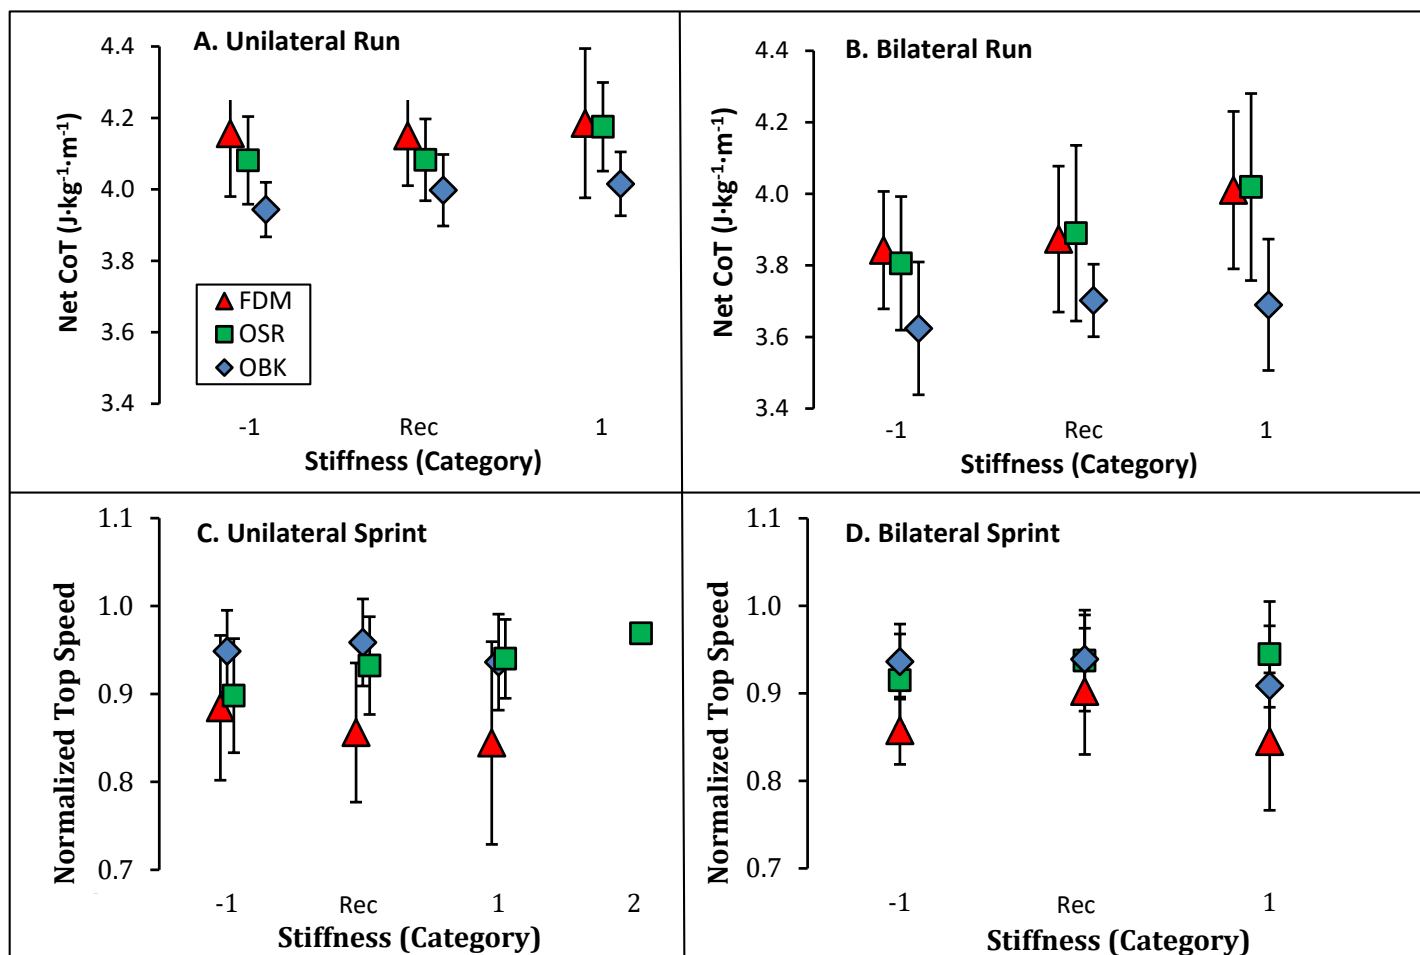 A. Unilateral Run
4.4
4.2
4.0
3.8
3.6
3.4
Net CoT (J·kg⁻¹·m⁻¹)
FDM
OSR
OBK
-1 Rec 1
Stiffness (Category)
B. Bilateral Run
4.4
4.2
4.0
3.8
3.6
3.4
Net CoT (J·kg⁻¹·m⁻¹)
-1 Rec 1
Stiffness (Category)
C. Unilateral Sprint
1.1
1.0
0.9
0.8
0.7
Normalized Top Speed
-1 Rec 1 2
Stiffness (Category)
D. Bilateral Sprint
1.1
1.0
0.9
0.8
0.7
Normalized Top Speed
-1 Rec 1
Stiffness (Category)